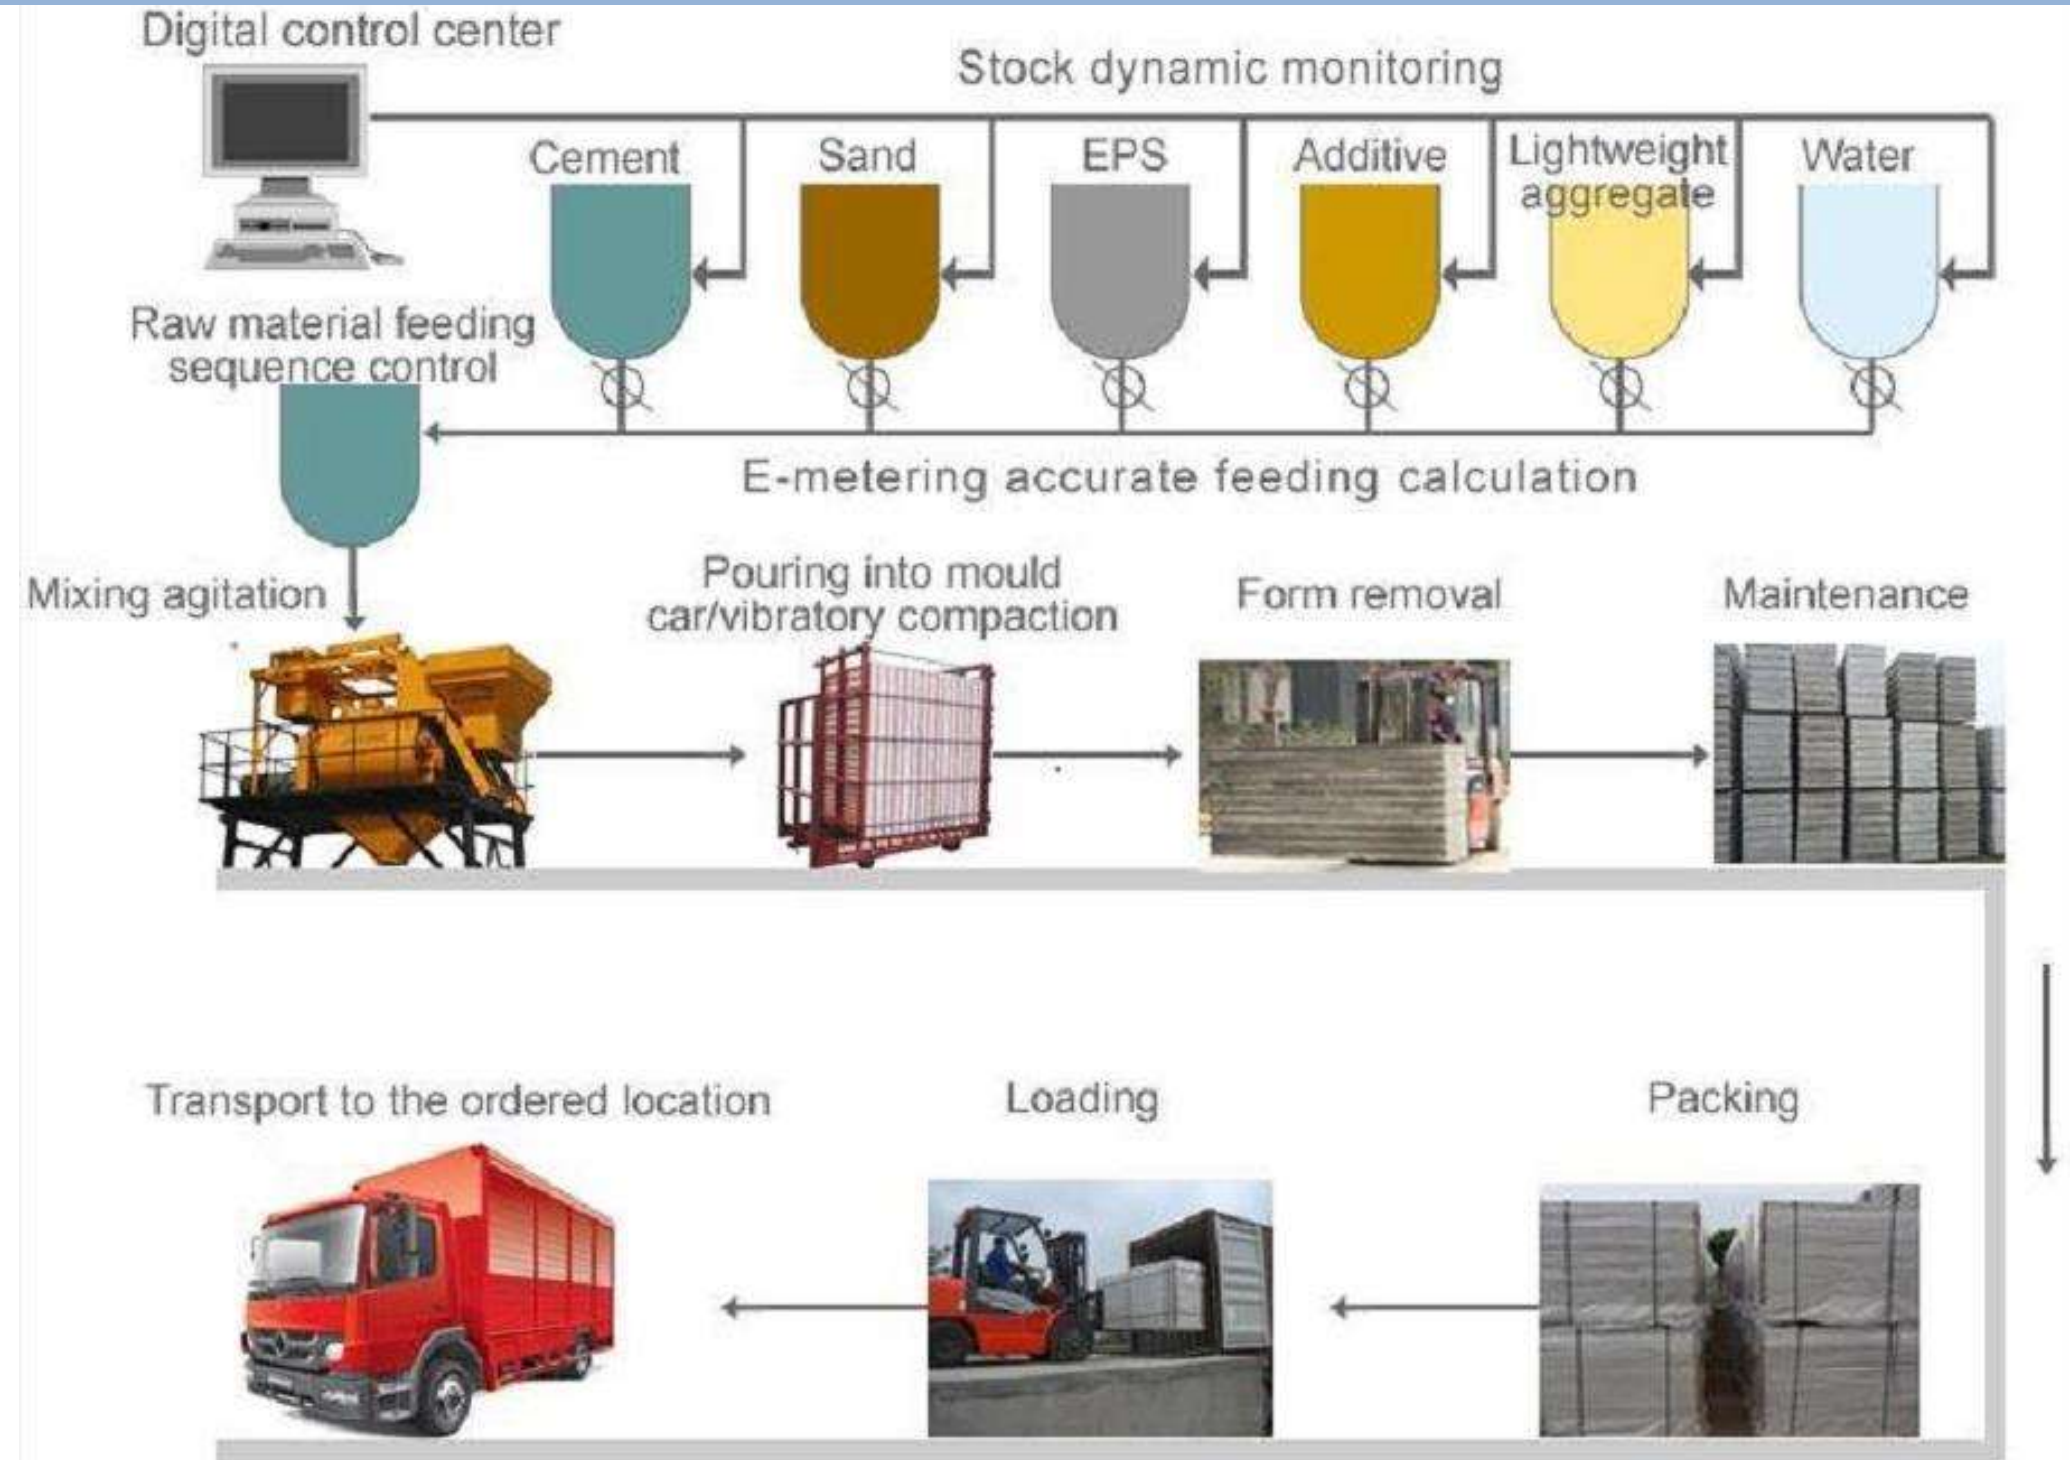 Digital control center
Stock dynamic monitoring
Cement
Sand
EPS
Additive
Lightweight
aggregate
Water
Raw material feeding
sequence control
E-metering accurate feeding calculation
Mixing agitation
Pouring into mould
car/vibratory compaction
Form removal
Maintenance
Transport to the ordered location
Loading
Packing